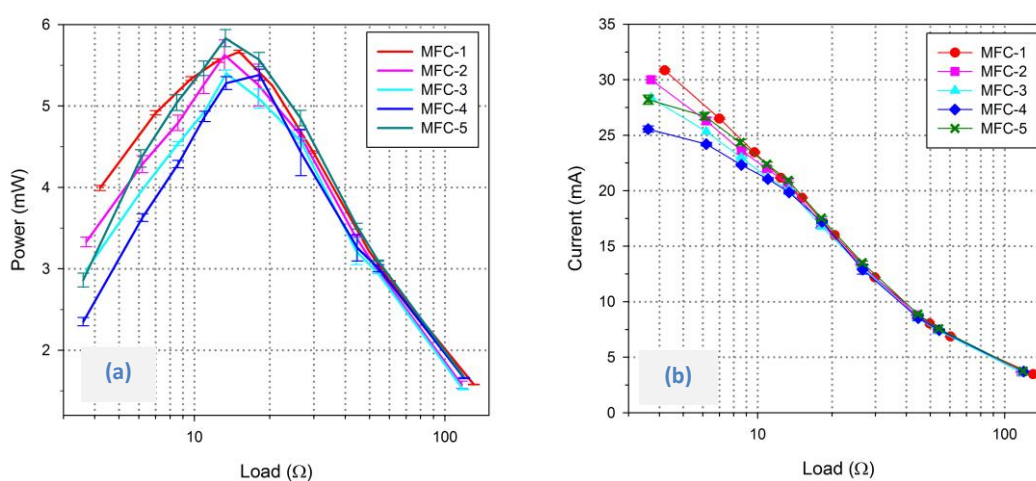 6
5
4
3
2
Power (mW)
10
100
Load (Ω)
MFC-1
MFC-2
MFC-3
MFC-4
MFC-5
(a)
35
30
25
20
15
10
5
0
Current (mA)
10
100
Load (Ω)
MFC-1
MFC-2
MFC-3
MFC-4
MFC-5
(b)